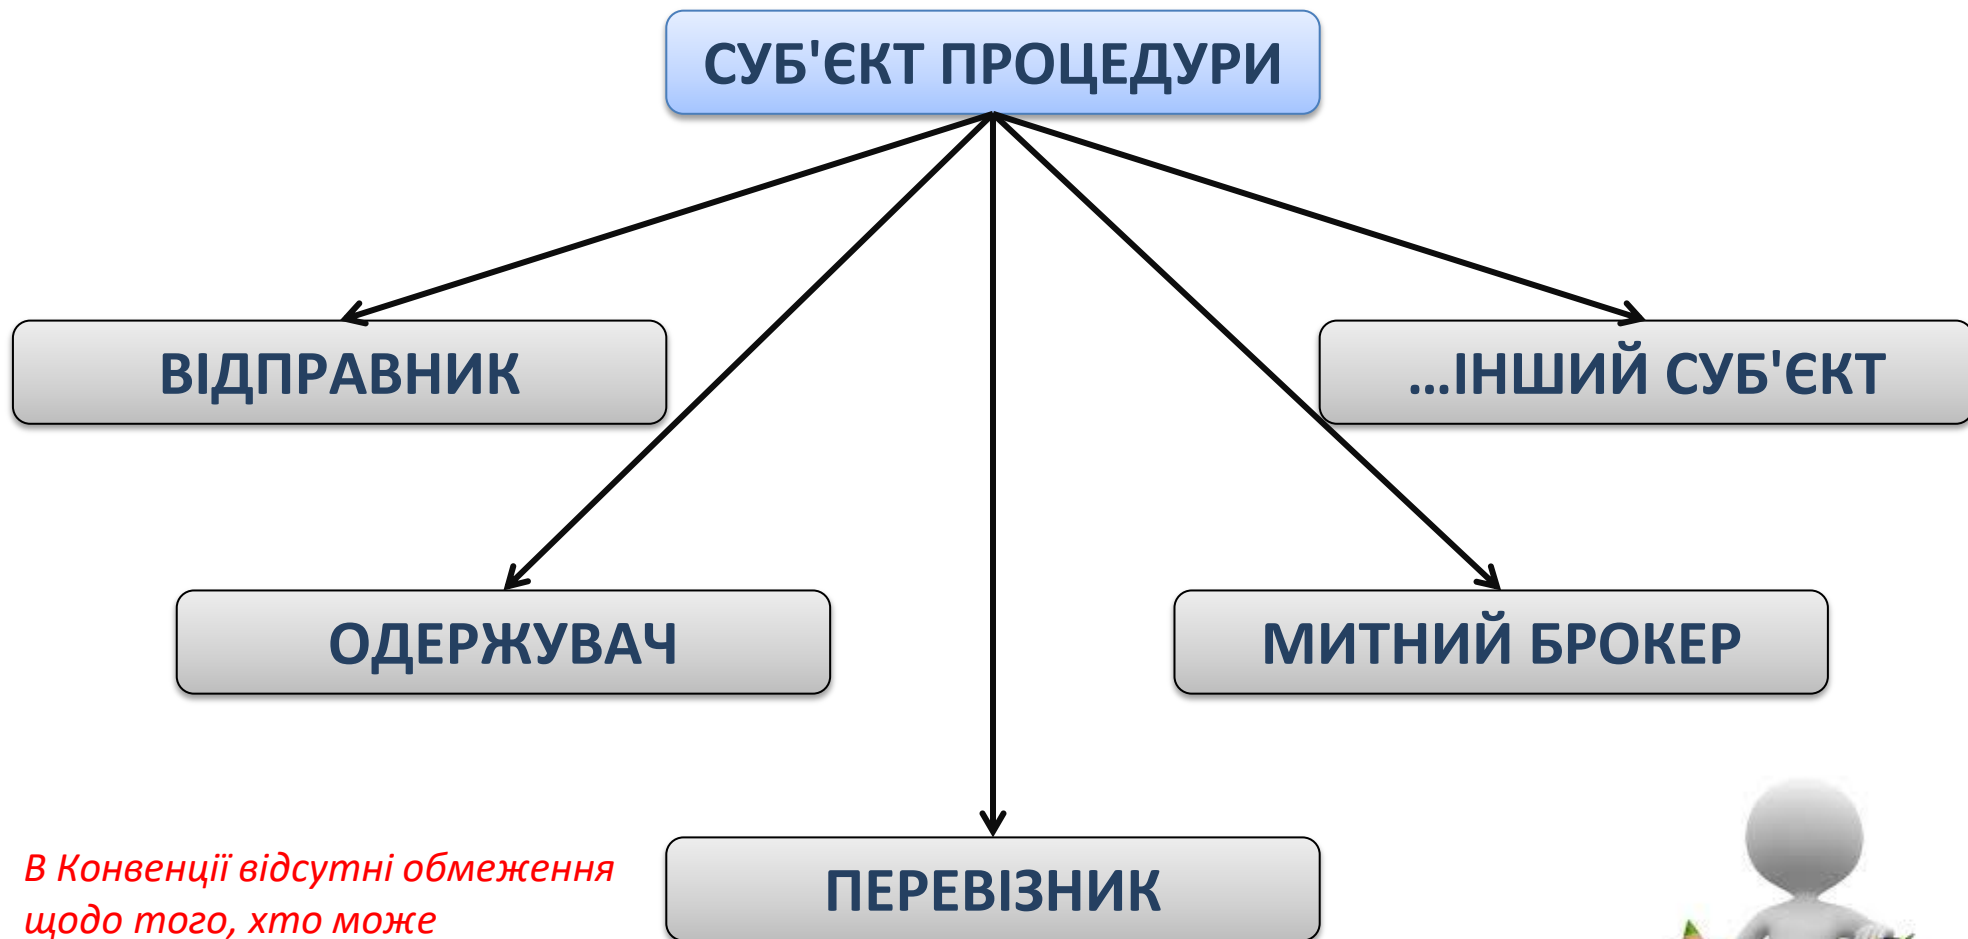 СУБ'ЄКТ ПРОЦЕДУРИ
ВІДПРАВНИК
...ІНШИЙ СУБ'ЄКТ
ОДЕРЖУВАЧ
МИТНИЙ БРОКЕР
ПЕРЕВІЗНИК
В Конвенції відсутні обмеження
щодо того, хто може